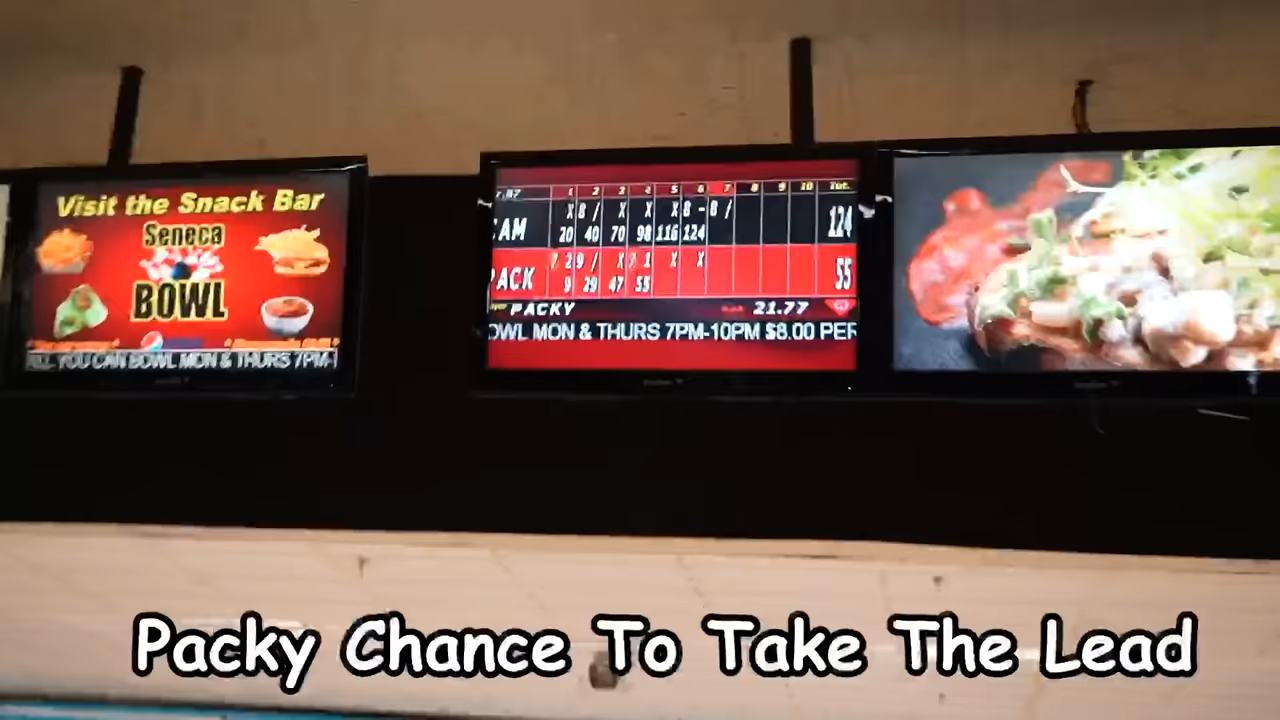 Visit the Snack Bar
Seneca
BOWL
ALL YOU CAN BOWL MON & THURS 7PM-
1 2 3 4 5 6 7 8 9 10 Tot.
X 8 / X X X 8 - 8 /
AM 20 40 70 98 116 124 124
7 2 9 / X 7 1 X X
PACK 9 29 47 55 55
PACKY 21.77
OWL MON & THURS 7PM-10PM $8.00 PER
Packy Chance To Take The Lead